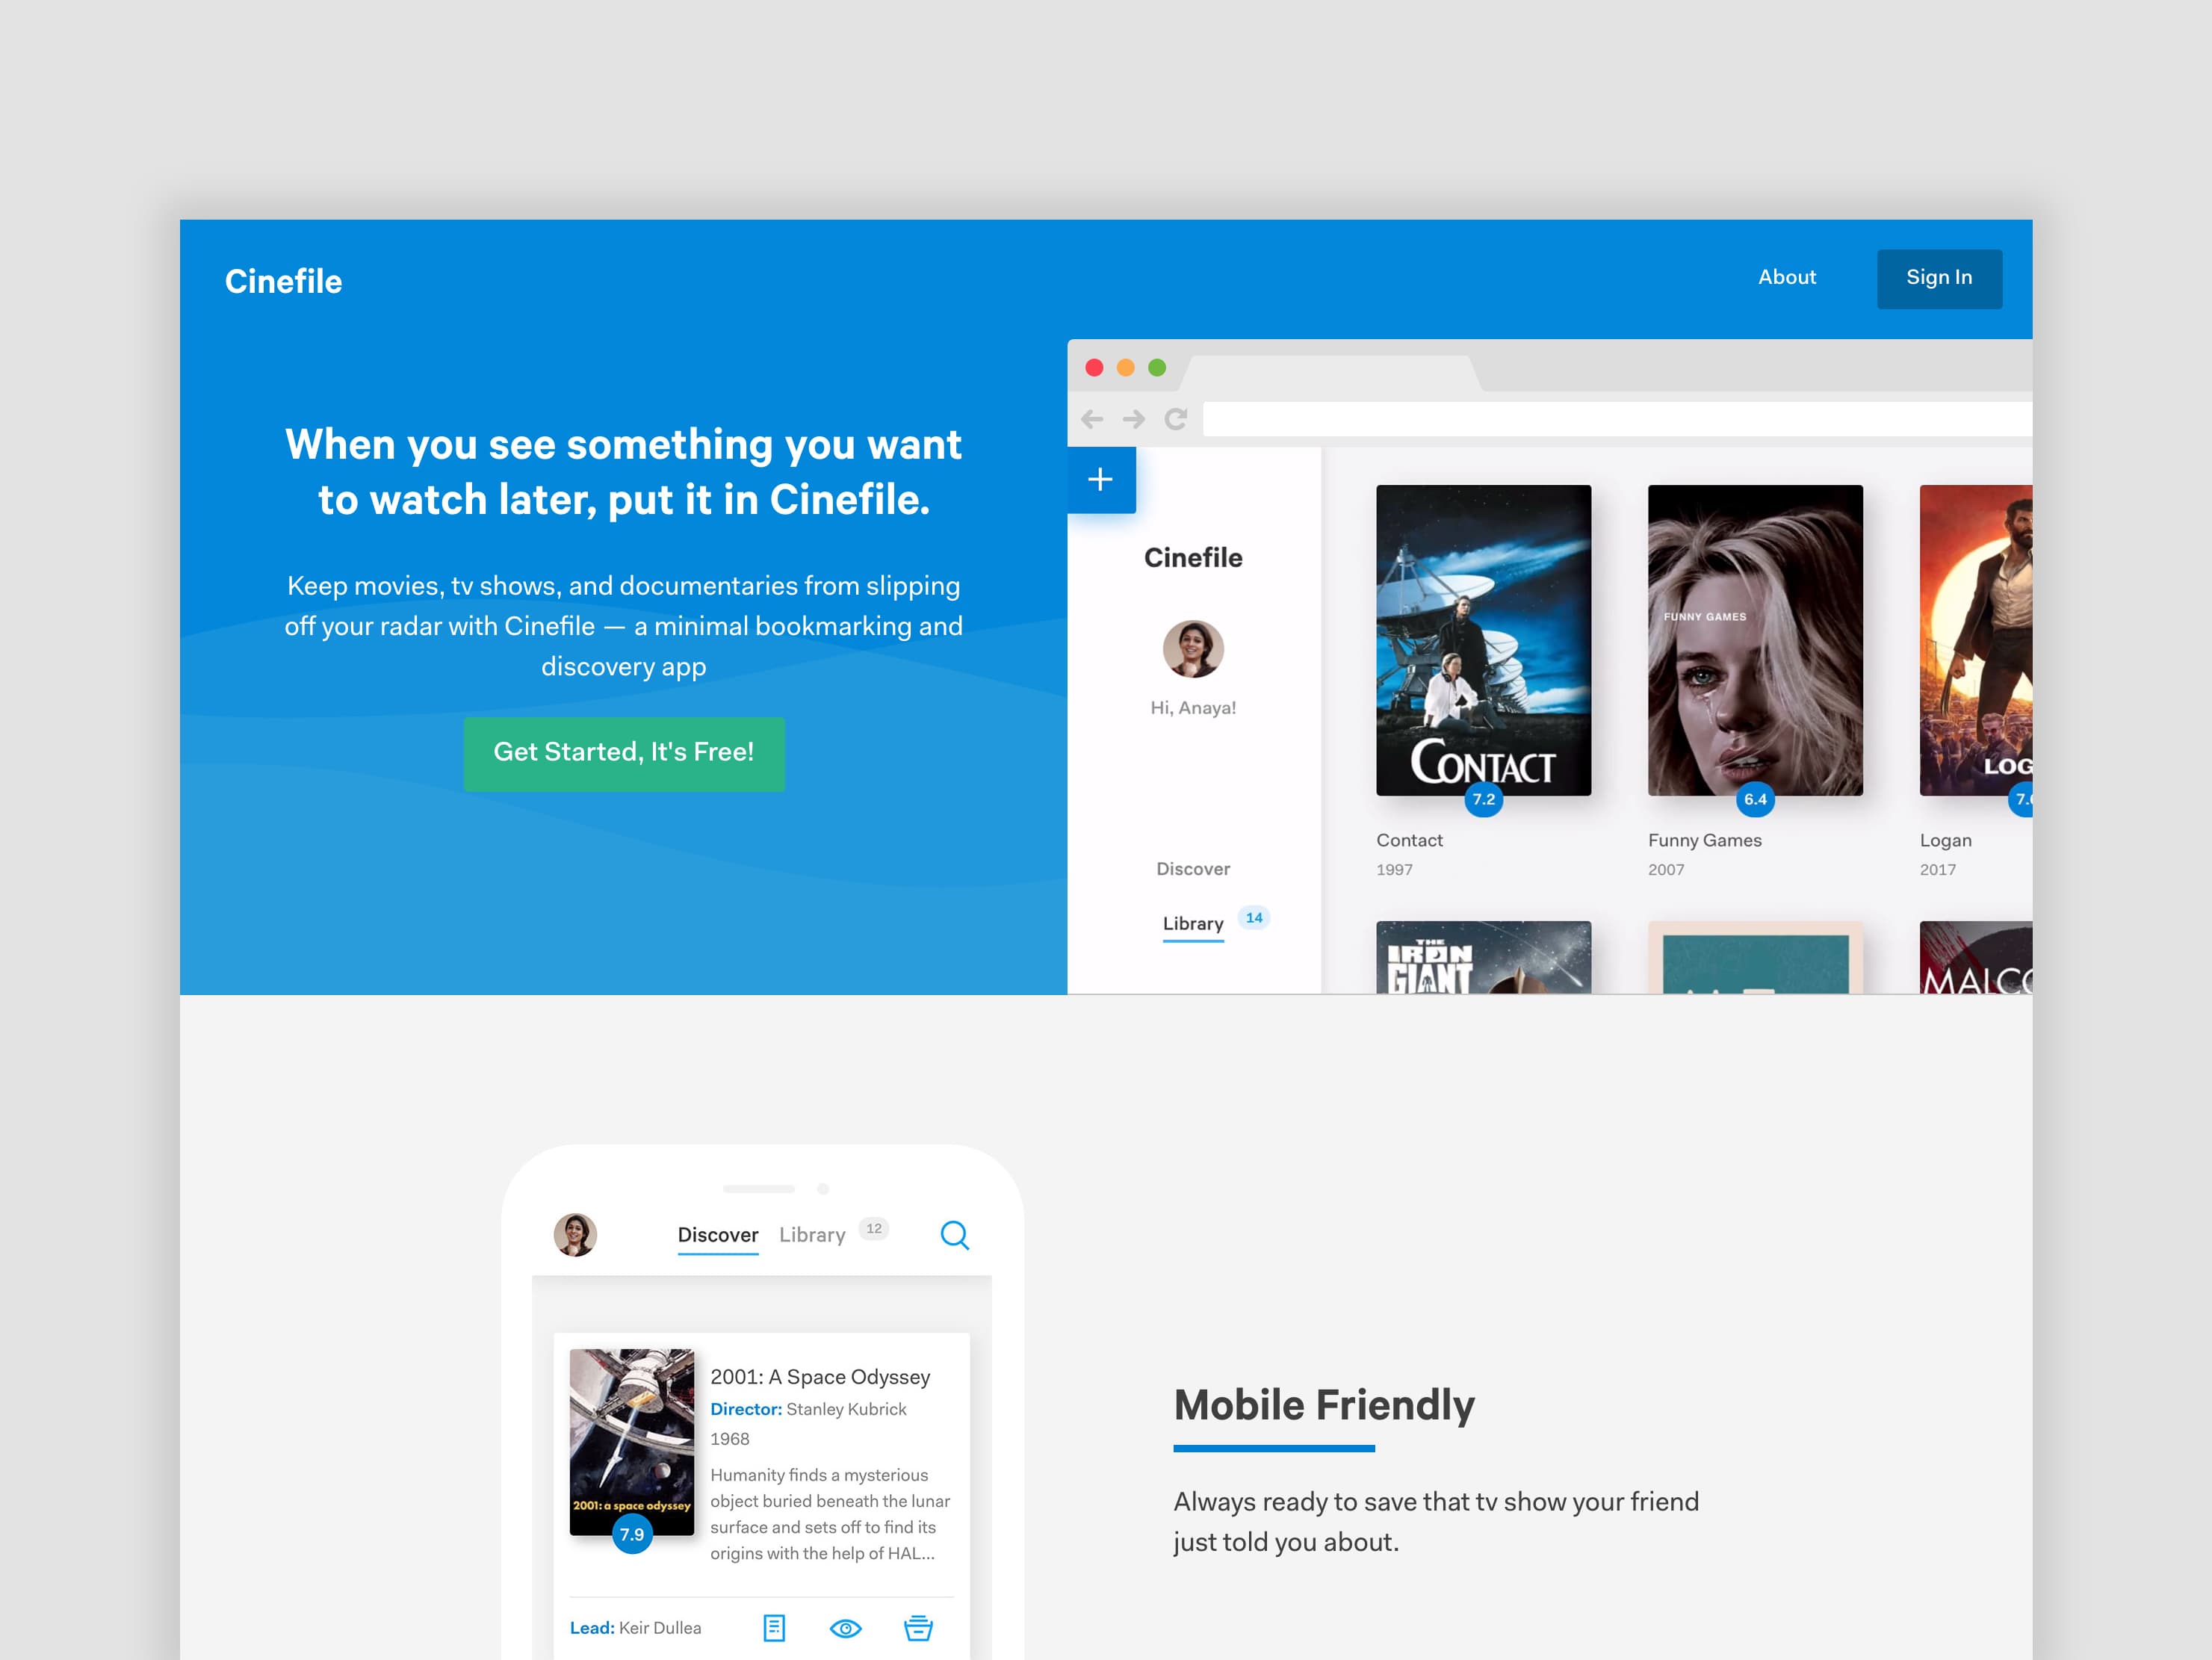 Cinefile
About
Sign In
When you see something you want
to watch later, put it in Cinefile.
Keep movies, tv shows, and documentaries from slipping
off your radar with Cinefile — a minimal bookmarking and
discovery app
Get Started, It's Free!
Cinefile
Hi, Anaya!
Discover
Library 14
CONTACT
7.2
Contact
1997
FUNNY GAMES
6.4
Funny Games
2007
LOG
7.
Logan
2017
THE
IRON
GIANT
MALCO
Discover Library 12
2001: a space odyssey
7.9
2001: A Space Odyssey
Director: Stanley Kubrick
1968
Humanity finds a mysterious
object buried beneath the lunar
surface and sets off to find its
origins with the help of HAL...
Lead: Keir Dullea
Mobile Friendly
Always ready to save that tv show your friend
just told you about.